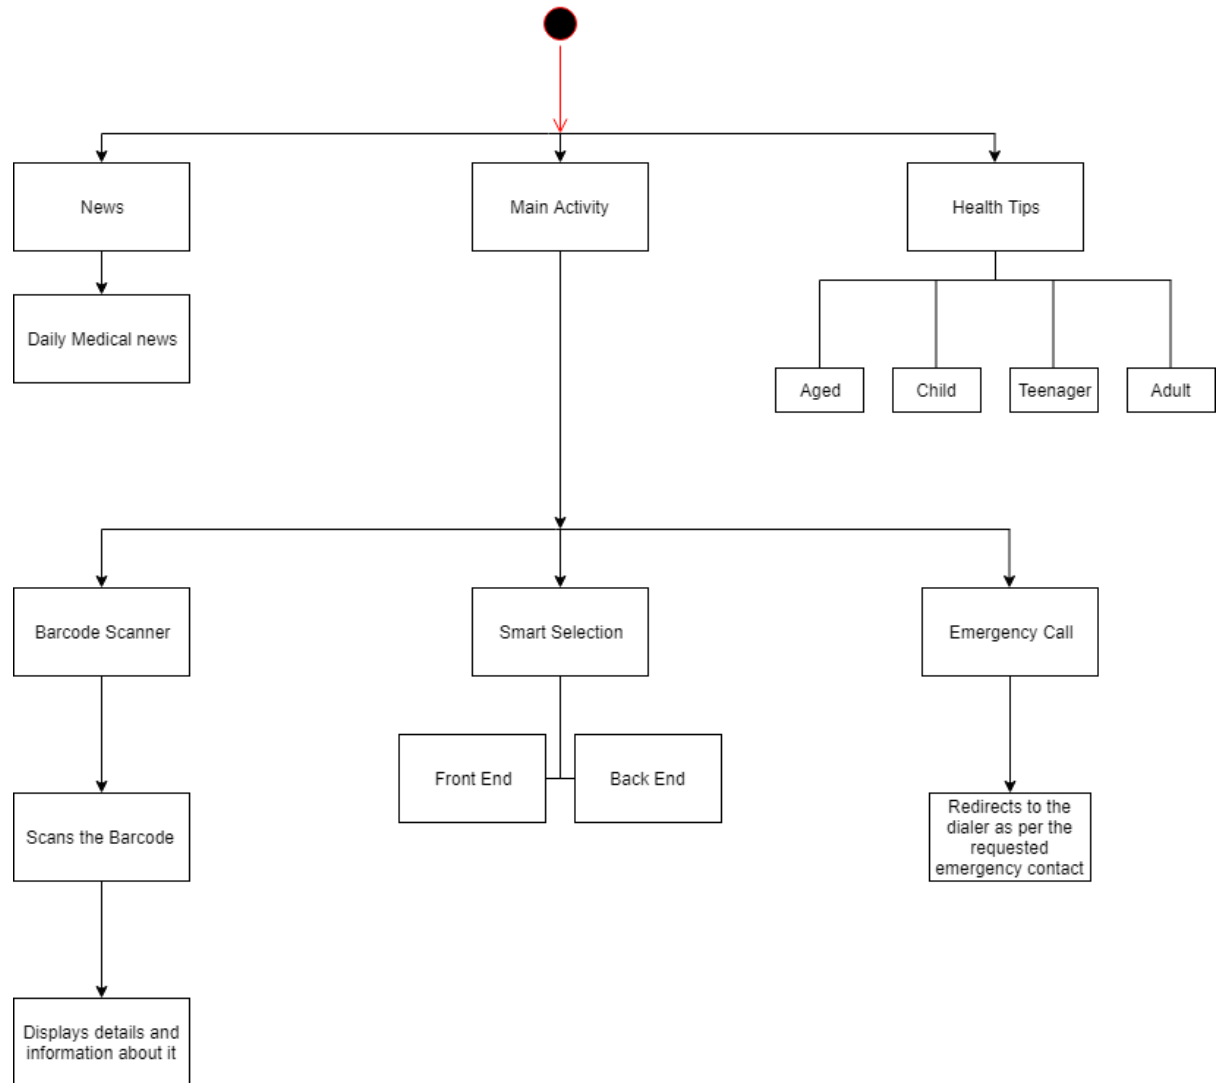 News
Main Activity
Health Tips
Daily Medical news
Aged
Child
Teenager
Adult
Barcode Scanner
Smart Selection
Emergency Call
Front End
Back End
Scans the Barcode
Redirects to the
dialer as per the
requested
emergency contact
Displays details and
information about it